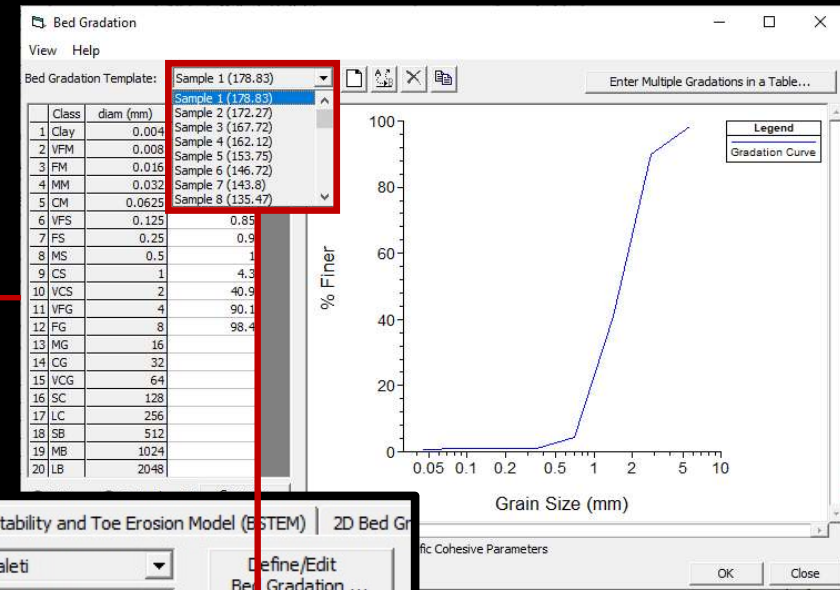 Bed Gradation
View Help
Bed Gradation Template: Sample 1 (178.83)
Enter Multiple Gradations in a Table...
Sample 1 (178.83)
Sample 2 (172.27)
Sample 3 (167.72)
Sample 4 (162.12)
Sample 5 (153.75)
Sample 6 (146.72)
Sample 7 (143.8)
Sample 8 (135.47)
Class diam (mm)
1 Clay 0.004
2 VFM 0.008
3 FM 0.016
4 MM 0.032
5 CM 0.0625
6 VFS 0.125 0.85
7 FS 0.25 0.9
8 MS 0.5 1
9 CS 1 4.3
10 VCS 2 40.9
11 VFG 4 90.1
12 FG 8 98.4
13 MG 16
14 CG 32
15 VCG 64
16 SC 128
17 LC 256
18 SB 512
19 MB 1024
20 LB 2048
Legend
Gradation Curve
% Finer
100
80
60
40
20
0
0.05 0.1 0.2 0.5 1 2 5 10
Grain Size (mm)
fic Cohesive Parameters
OK Close
tability and Toe Erosion Model (BSTEM) 2D Bed Gr
aleti
Define/Edit
Bed Gradation ...